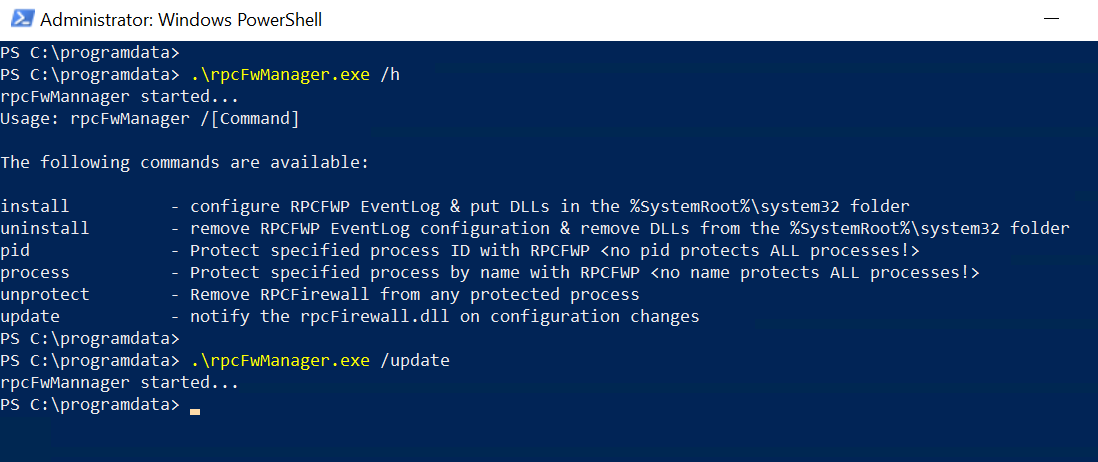 Administrator: Windows PowerShell
PS C:\programdata>
PS C:\programdata> .\rpcFwManager.exe /h
rpcFwMannager started...
Usage: rpcFwManager /[Command]
The following commands are available:
install - configure RPCFWP EventLog & put DLLs in the %SystemRoot%\system32 folder
uninstall - remove RPCFWP EventLog configuration & remove DLLs from the %SystemRoot%\system32 folder
pid - Protect specified process ID with RPCFWP <no pid protects ALL processes!>
process - Protect specified process by name with RPCFWP <no name protects ALL processes!>
unprotect - Remove RPCFirewall from any protected process
update - notify the rpcFirewall.dll on configuration changes
PS C:\programdata>
PS C:\programdata> .\rpcFwManager.exe /update
rpcFwMannager started...
PS C:\programdata>